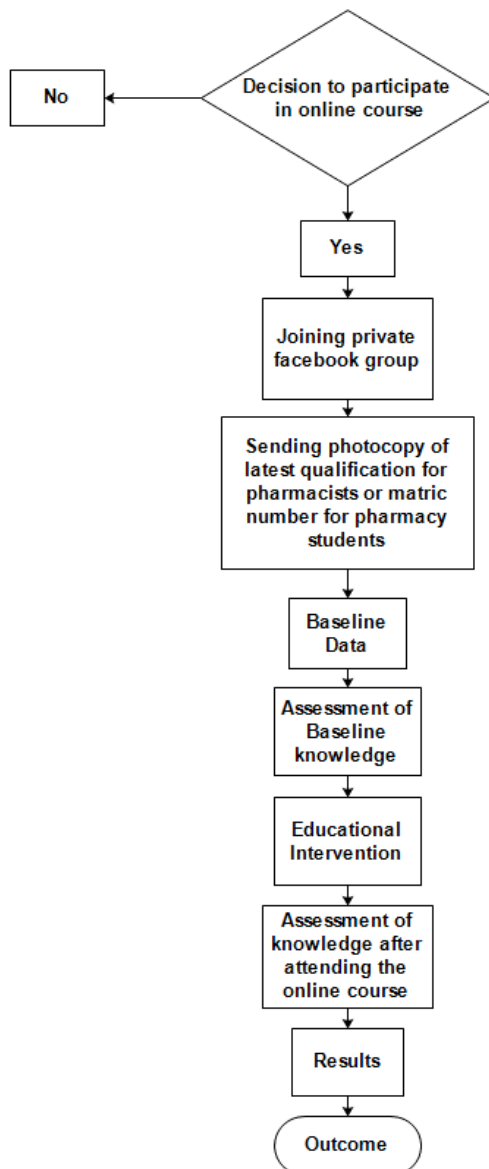 Decision to participate
in online course
No
Yes
Joining private
facebook group
Sending photocopy of
latest qualification for
pharmacists or matric
number for pharmacy
students
Baseline
Data
Assessment of
Baseline
knowledge
Educational
Intervention
Assessment of
knowledge after
attending the
online course
Results
Outcome